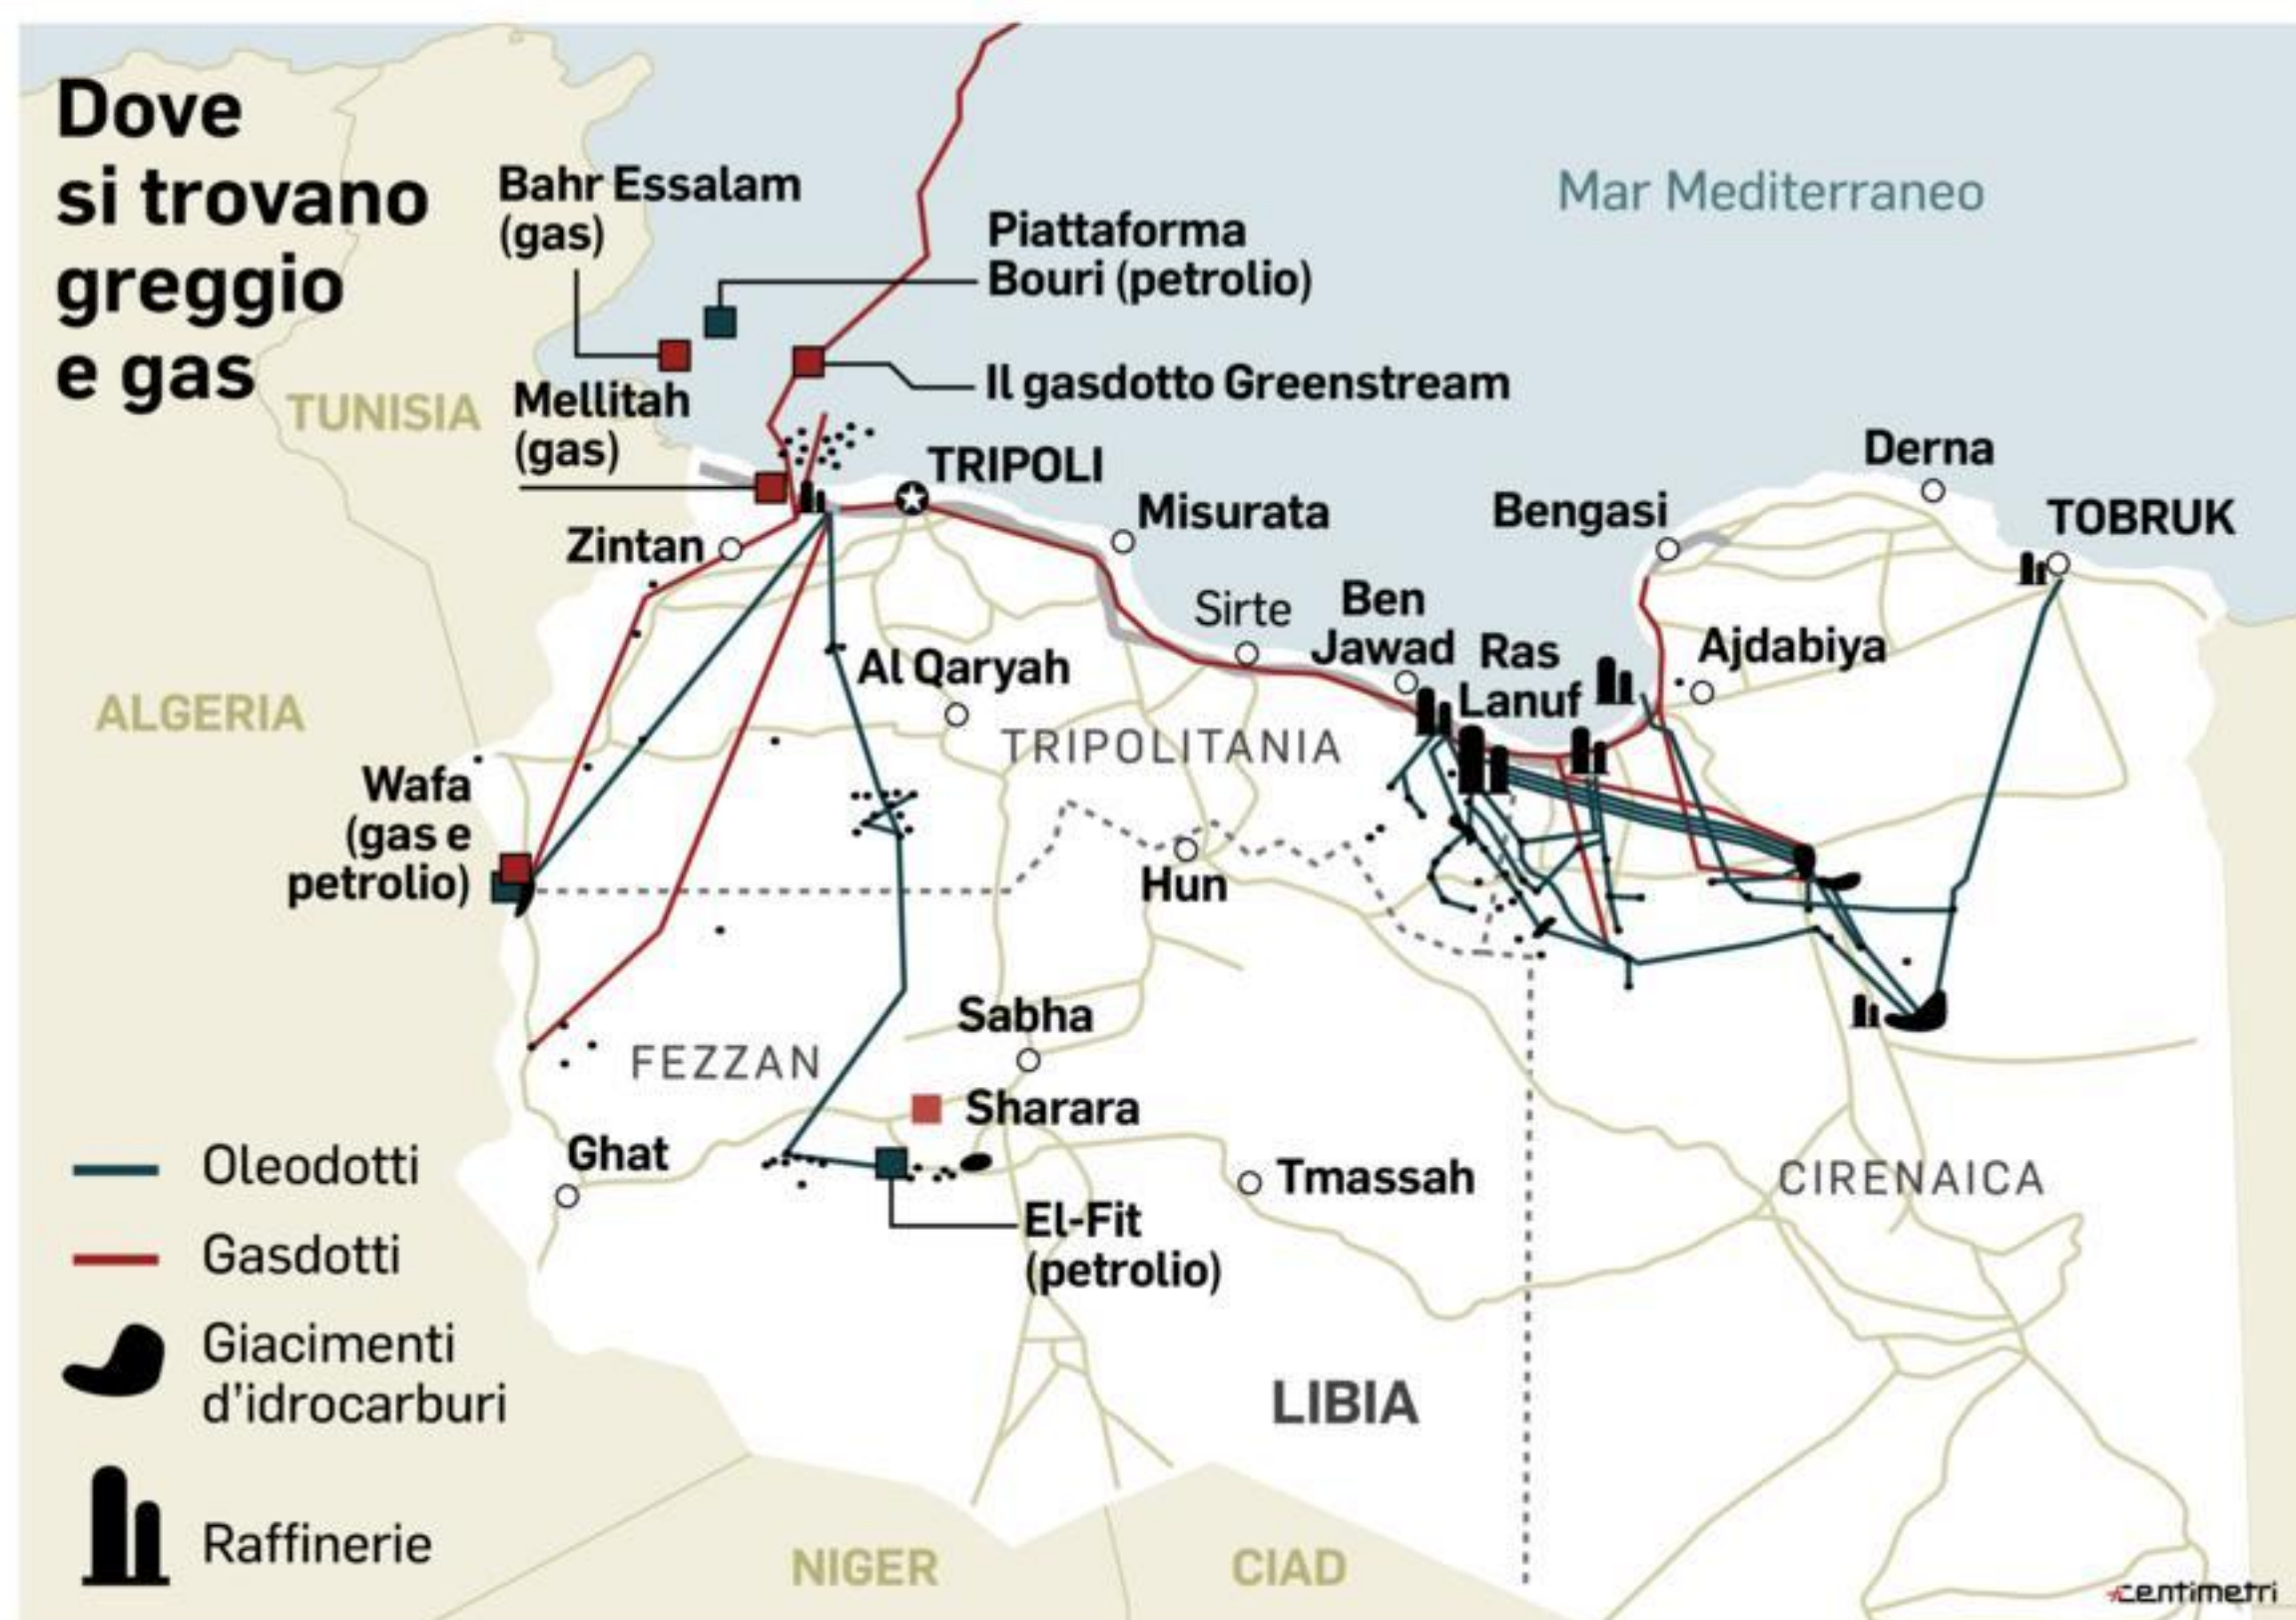 Dove
si trovano
greggio
e gas
Bahr Essalam
(gas)
Piattaforma
Bouri (petrolio)
Mar Mediterraneo
Il gasdotto Greenstream
TUNISIA
Mellitah
(gas)
TRIPOLI
Derna
Misurata
Bengasi
TOBRUK
Zintan
Sirte
Ben
Jawad
Ras
Lanuf
Ajdabiya
Al Qaryah
ALGERIA
TRIPOLITANIA
Wafa
(gas e
petrolio)
Hun
Sabha
FEZZAN
Sharara
Ghat
Tmassah
CIRENAICA
El-Fit
(petrolio)
Oleodotti
Gasdotti
Giacimenti
d'idrocarburi
Raffinerie
LIBIA
NIGER
CIAD
centimetri